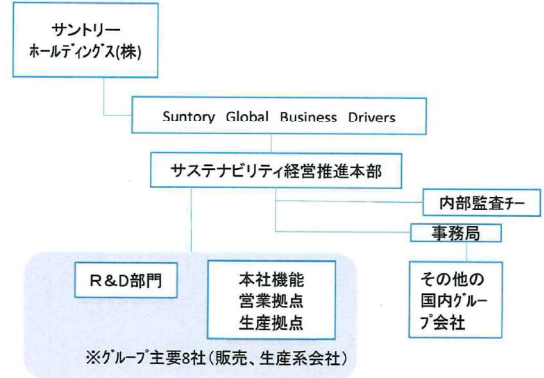 サントリー
ホールディングス(株)
Suntory Global Business Drivers
サステナビリティ経営推進本部
内部監査チー
事務局
R&D部門
本社機能
営業拠点
生産拠点
その他の
国内グルー
プ会社
※グループ主要8社(販売、生産系会社)